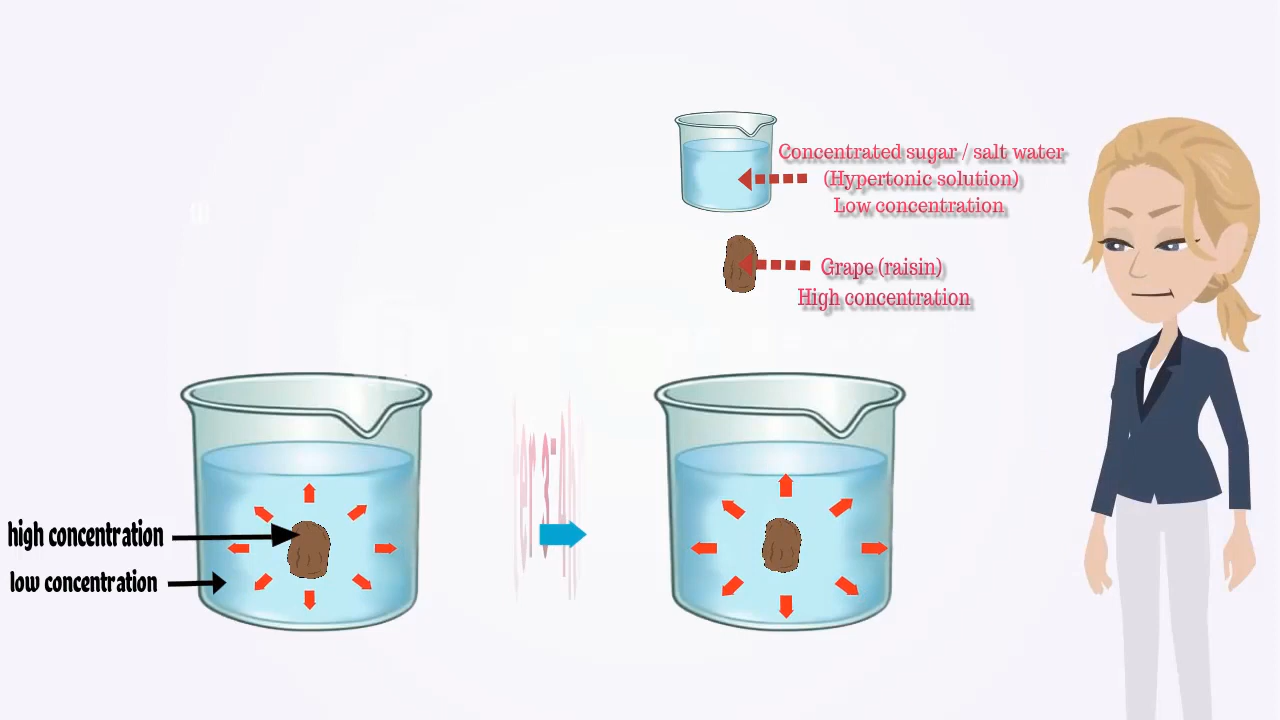 Concentrated sugar / salt water
(Hypertonic solution)
Low concentration
Grape (raisin)
High concentration
high concentration
low concentration